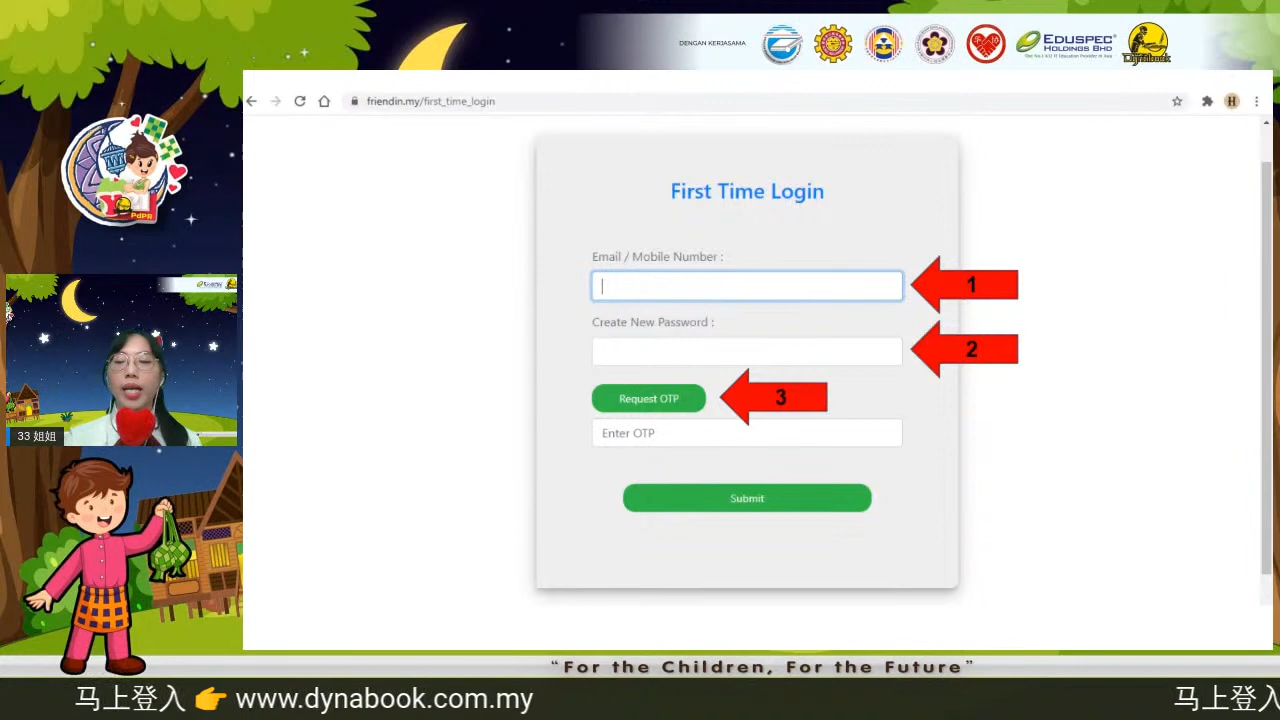 DENGAN KERJASAMA
EDUSPEC
HOLDINGS BHD
Dynabook
friendin.my/first_time_login
H
First Time Login
Email / Mobile Number :
1
Create New Password :
2
Request OTP
3
Enter OTP
Submit
PdPR
33 姐姐
"For the Children, For the Future"
马上登入 👉 www.dynabook.com.my
马上登入